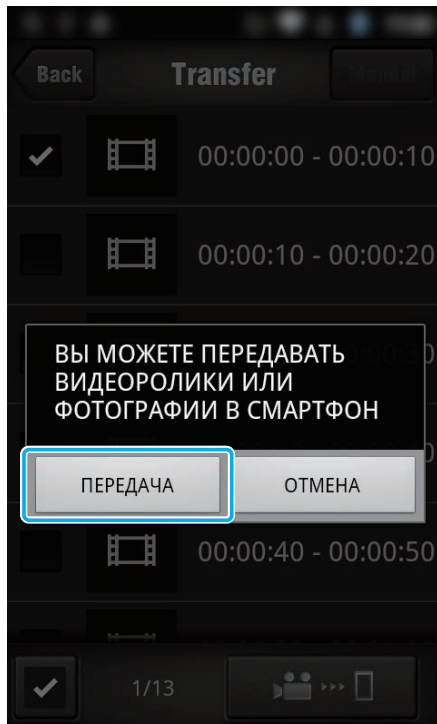 Back
Transfer
Manual
00:00:00 - 00:00:10
00:00:10 - 00:00:20
ВЫ МОЖЕТЕ ПЕРЕДАВАТЬ
ВИДЕОРОЛИКИ ИЛИ
ФОТОГРАФИИ В СМАРТФОН
ПЕРЕДАЧА
ОТМЕНА
00:00:40 - 00:00:50
1/13